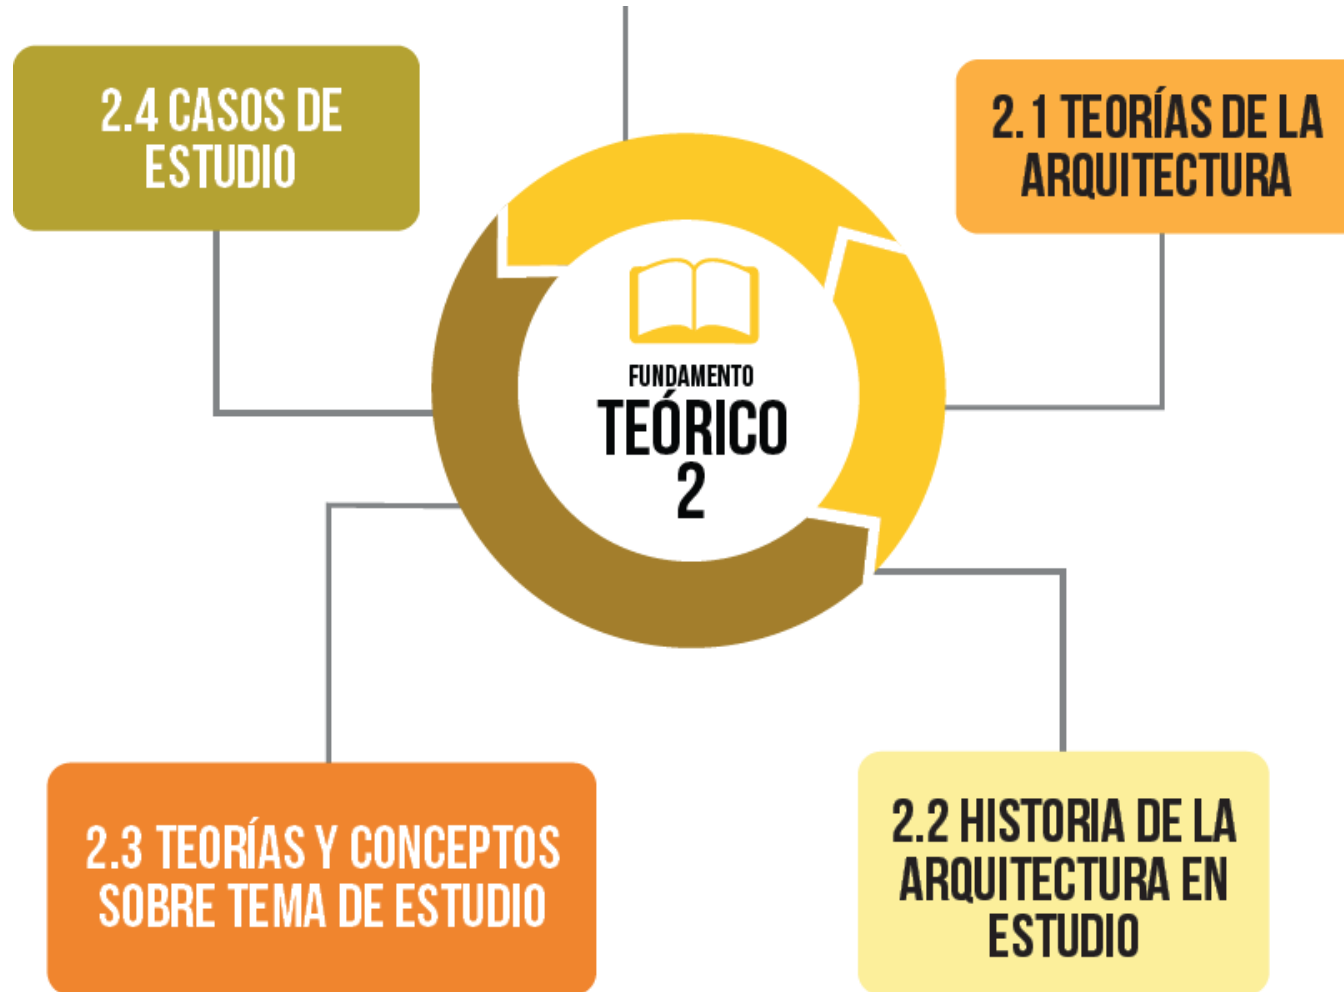 2.4 CASOS DE
ESTUDIO
2.1 TEORÍAS DE LA
ARQUITECTURA
FUNDAMENTO
TEÓRICO
2
2.3 TEORÍAS Y CONCEPTOS
SOBRE TEMA DE ESTUDIO
2.2 HISTORIA DE LA
ARQUITECTURA EN
ESTUDIO